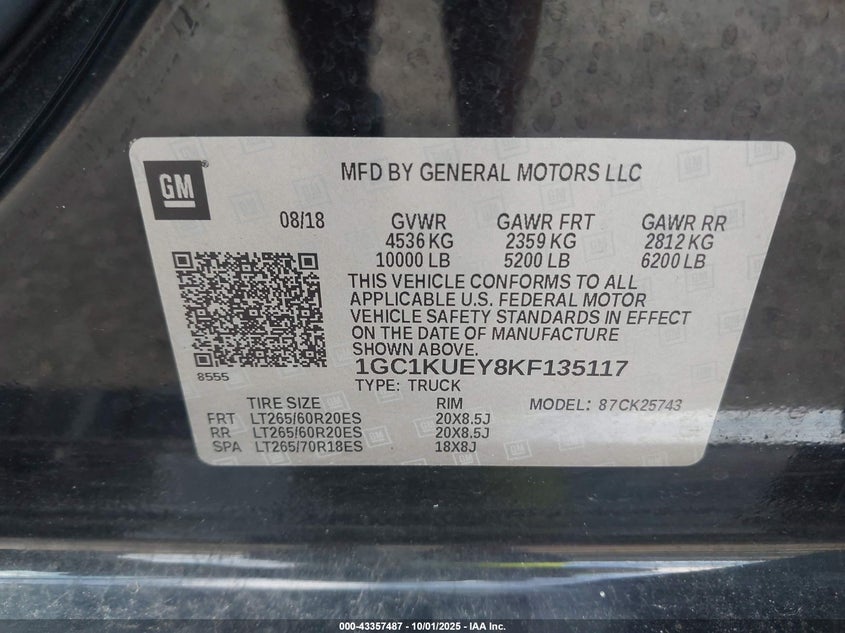 GM
MFD BY GENERAL MOTORS LLC
08/18 GVWR GAWR FRT GAWR RR
4536 KG 2359 KG 2812 KG
10000 LB 5200 LB 6200 LB
THIS VEHICLE CONFORMS TO ALL
APPLICABLE U.S. FEDERAL MOTOR
VEHICLE SAFETY STANDARDS IN EFFECT
ON THE DATE OF MANUFACTURE
SHOWN ABOVE.
8555
1GC1KUEY8KF135117
TYPE: TRUCK
TIRE SIZE RIM MODEL: 87CK25743
FRT LT265/60R20ES 20X8.5J
RR LT265/60R20ES 20X8.5J
SPA LT265/70R18ES 18X8J
000-43357487 - 10/01/2025 - IAA Inc.